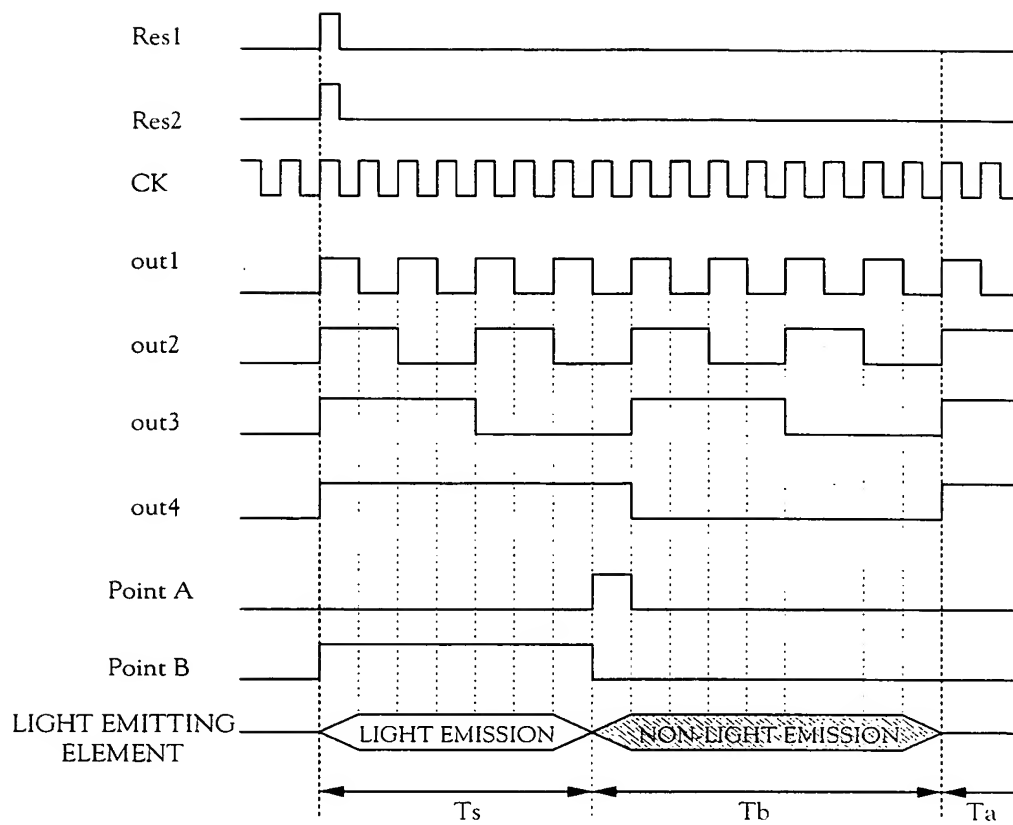 Res1
Res2
CK
out1
out2
out3
out4
Point A
Point B
LIGHT EMITTING
ELEMENT
LIGHT EMISSION
NON-LIGHT-EMISSION
Ts
Tb
Ta